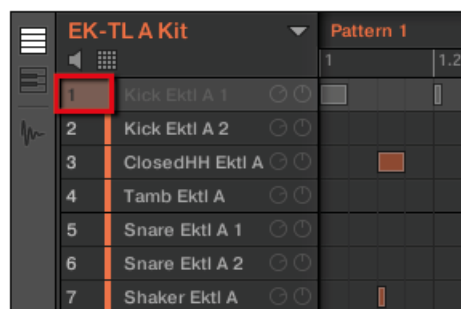 EK-TL A Kit Pattern 1
1 1.2
1 Kick Ektl A 1
2 Kick Ektl A 2
3 ClosedHH Ektl A
4 Tamb Ektl A
5 Snare Ektl A 1
6 Snare Ektl A 2
7 Shaker Ektl A